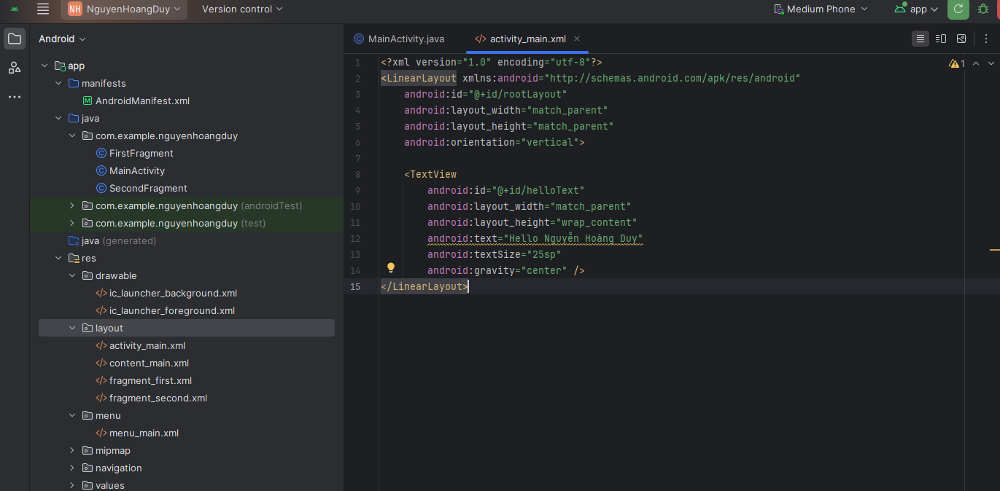 NH NguyenHoangDuy Version control Medium Phone app
Android
MainActivity.java activity_main.xml
app
manifests
AndroidManifest.xml
java
com.example.nguyenhoangduy
FirstFragment
MainActivity
SecondFragment
com.example.nguyenhoangduy (androidTest)
com.example.nguyenhoangduy (test)
java (generated)
res
drawable
ic_launcher_background.xml
ic_launcher_foreground.xml
layout
activity_main.xml
content_main.xml
fragment_first.xml
fragment_second.xml
menu
menu_main.xml
mipmap
navigation
values
1 <?xml version="1.0" encoding="utf-8"?>
1
2 <LinearLayout xmlns:android="http://schemas.android.com/apk/res/android"
3 android:id="@+id/rootLayout"
4 android:layout_width="match_parent"
5 android:layout_height="match_parent"
6 android:orientation="vertical">
7
8 <TextView
9 android:id="@+id/helloText"
10 android:layout_width="match_parent"
11 android:layout_height="wrap_content"
12 android:text="Hello Nguyễn Hoàng Duy"
13 android:textSize="25sp"
14 android:gravity="center" />
15 </LinearLayout>